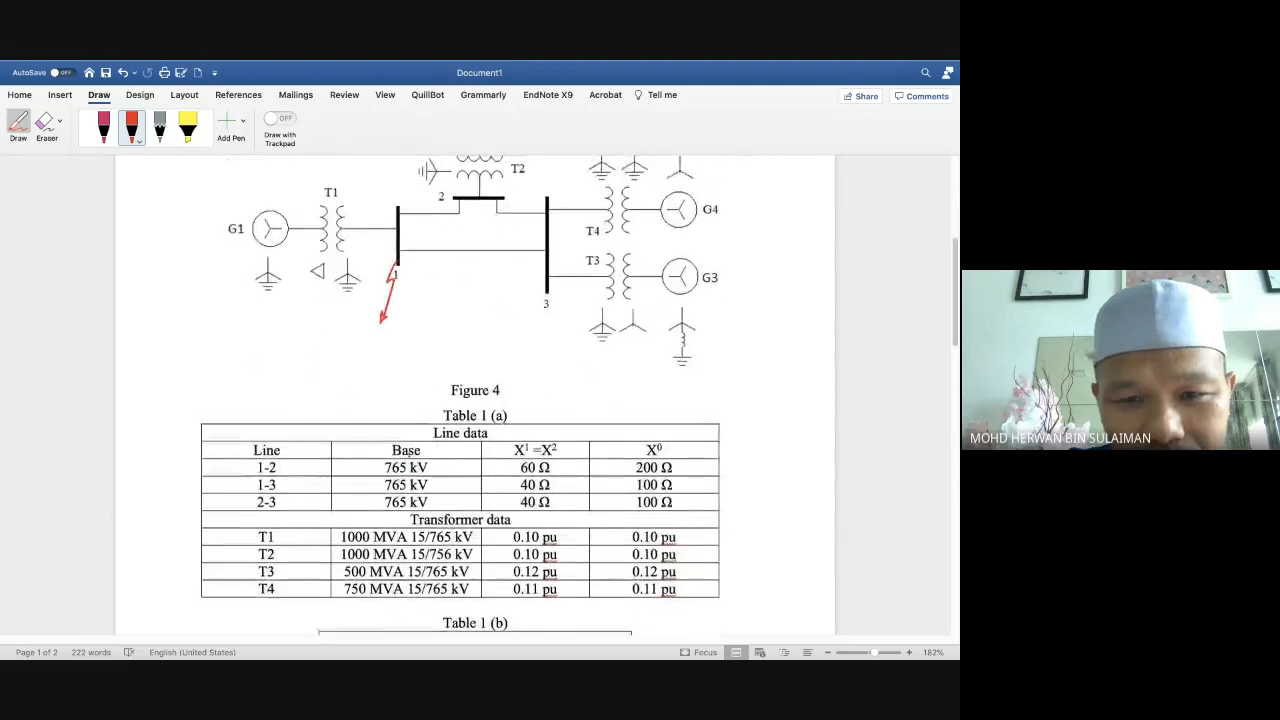 AutoSave OFF Document1
Home Insert Draw Design Layout References Mailings Review View QuillBot Grammarly EndNote X9 Acrobat Tell me Share Comments
OFF
Draw Eraser Add Pen Draw with
Trackpad
T2
T1
2
G1
G4
T4
T3
G3
1
3
Figure 4
Table 1 (a)
Line data
Line Base X¹ =X² X⁰
1-2 765 kV 60 Ω 200 Ω
1-3 765 kV 40 Ω 100 Ω
2-3 765 kV 40 Ω 100 Ω
Transformer data
T1 1000 MVA 15/765 kV 0.10 pu 0.10 pu
T2 1000 MVA 15/756 kV 0.10 pu 0.10 pu
T3 500 MVA 15/765 kV 0.12 pu 0.12 pu
T4 750 MVA 15/765 kV 0.11 pu 0.11 pu
Table 1 (b)
Page 1 of 2 222 words English (United States) Focus 182%
MOHD HERWAN BIN SULAIMAN